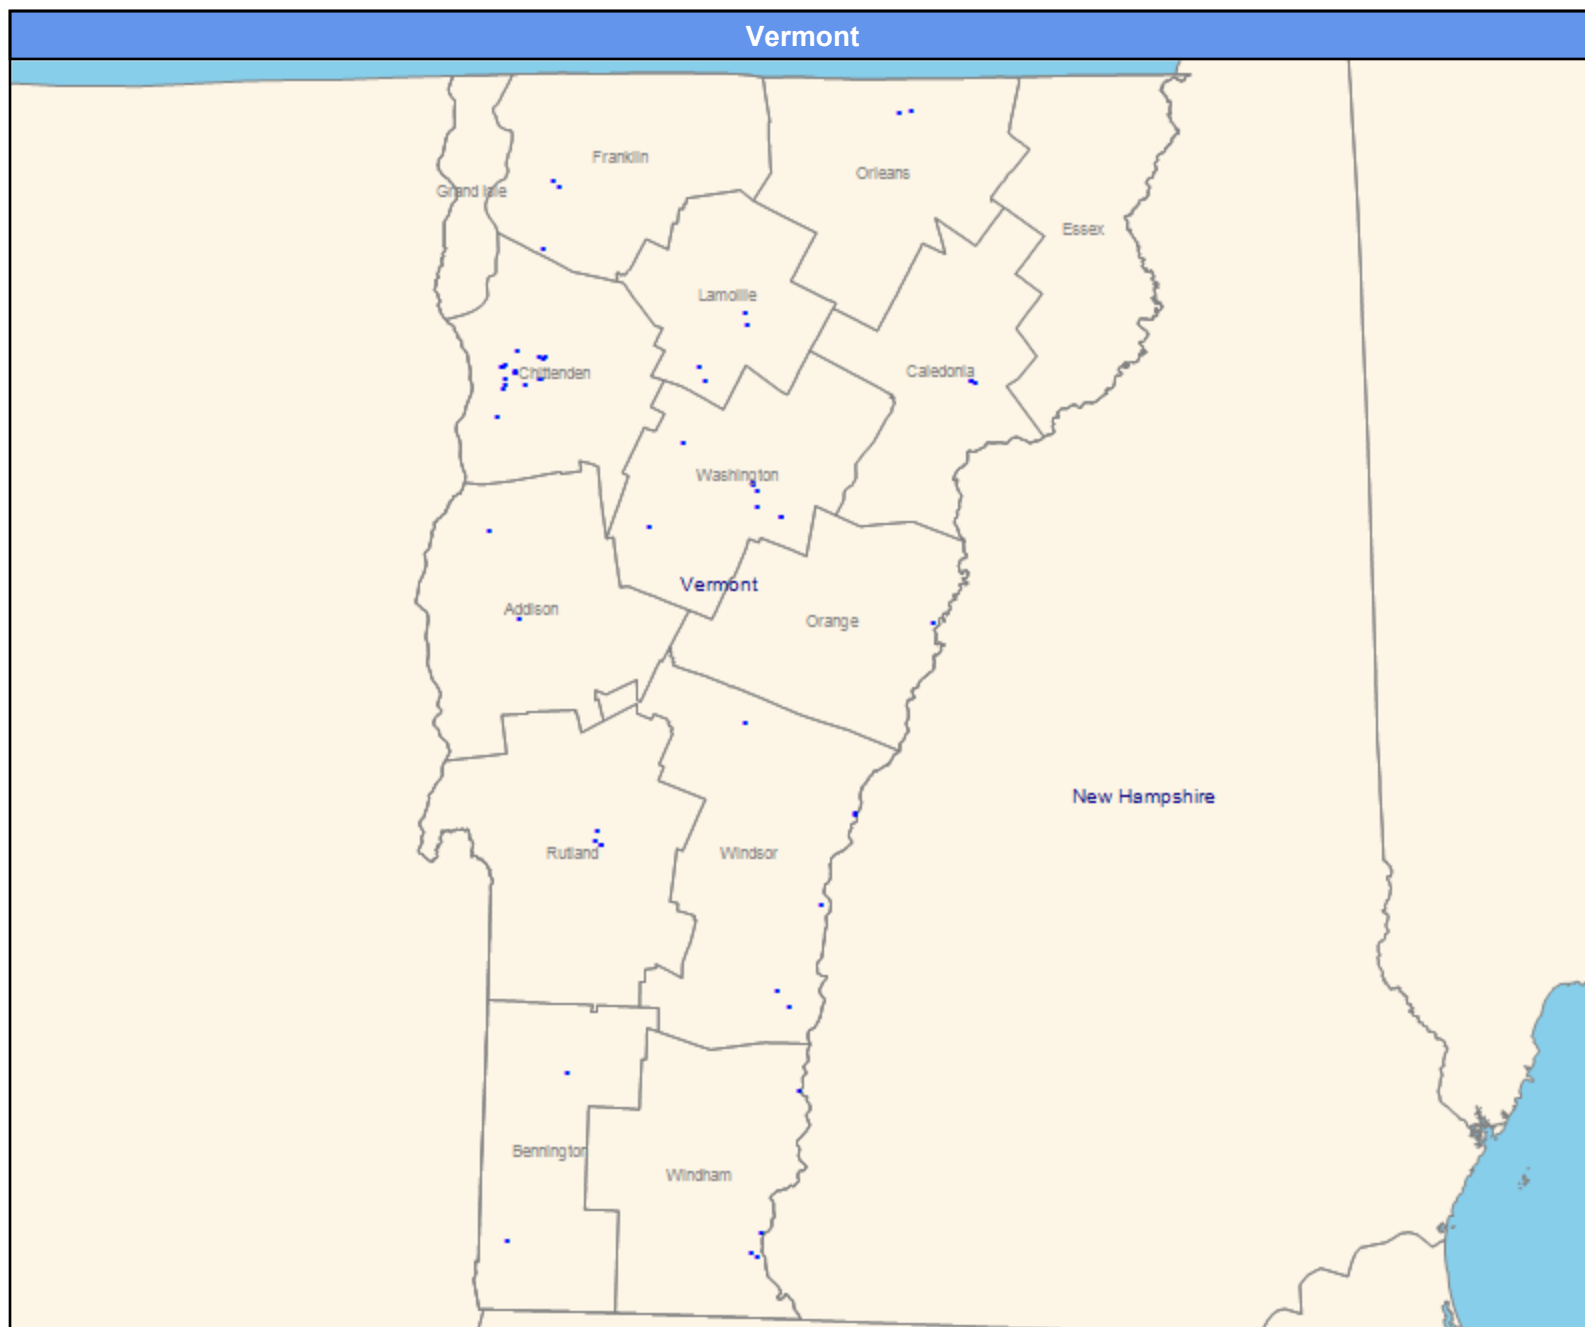 Vermont
Franklin
Orleans
Grand Isle
Essex
Lamoille
Chittenden
Caledonia
Washington
Vermont
Addison
Orange
New Hampshire
Rutland
Windsor
Bennington
Windham